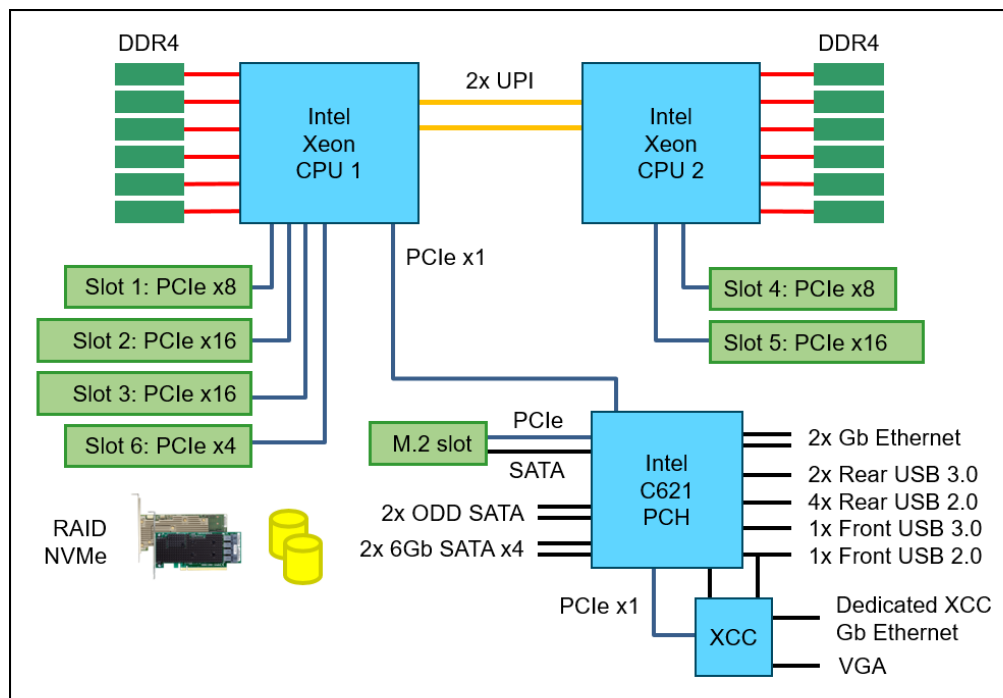 DDR4
DDR4
2x UPI
Intel
Xeon
CPU 1
Intel
Xeon
CPU 2
PCIe x1
Slot 1: PCIe x8
Slot 2: PCIe x16
Slot 3: PCIe x16
Slot 6: PCIe x4
Slot 4: PCIe x8
Slot 5: PCIe x16
M.2 slot
PCIe
SATA
Intel
C621
PCH
2x Gb Ethernet
2x Rear USB 3.0
4x Rear USB 2.0
1x Front USB 3.0
1x Front USB 2.0
RAID
NVMe
2x ODD SATA
2x 6Gb SATA x4
PCIe x1
XCC
Dedicated XCC
Gb Ethernet
VGA